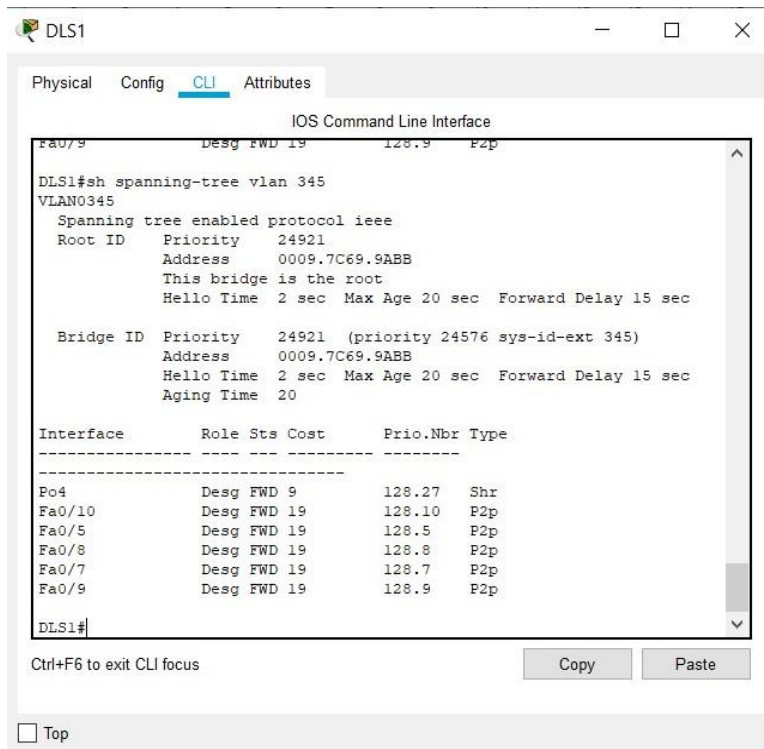 DLS1
Physical Config CLI Attributes
IOS Command Line Interface
Fa0/9 Desg FWD 19 128.9 P2p
DLS1#sh spanning-tree vlan 345
VLAN0345
Spanning tree enabled protocol ieee
Root ID Priority 24921
Address 0009.7C69.9ABB
This bridge is the root
Hello Time 2 sec Max Age 20 sec Forward Delay 15 sec
Bridge ID Priority 24921 (priority 24576 sys-id-ext 345)
Address 0009.7C69.9ABB
Hello Time 2 sec Max Age 20 sec Forward Delay 15 sec
Aging Time 20
Interface Role Sts Cost Prio.Nbr Type
---------------- ---- --- --------- --------
--------------------------------
Po4 Desg FWD 9 128.27 Shr
Fa0/10 Desg FWD 19 128.10 P2p
Fa0/5 Desg FWD 19 128.5 P2p
Fa0/8 Desg FWD 19 128.8 P2p
Fa0/7 Desg FWD 19 128.7 P2p
Fa0/9 Desg FWD 19 128.9 P2p
DLS1#
Ctrl+F6 to exit CLI focus Copy Paste
Top